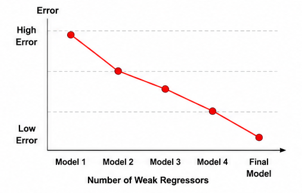 Error
High
Error
Low
Error
Model 1 Model 2 Model 3 Model 4 Final
Model
Number of Weak Regressors